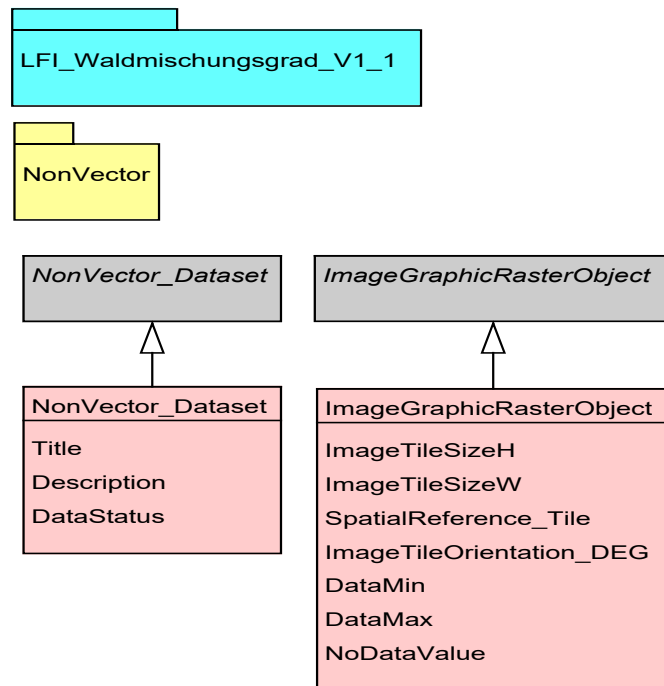 LFI_Waldmischungsgrad_V1_1
NonVector
NonVector_Dataset
NonVector_Dataset
Title
Description
DataStatus
ImageGraphicRasterObject
ImageGraphicRasterObject
ImageTileSizeH
ImageTileSizeW
SpatialReference_Tile
ImageTileOrientation_DEG
DataMin
DataMax
NoDataValue